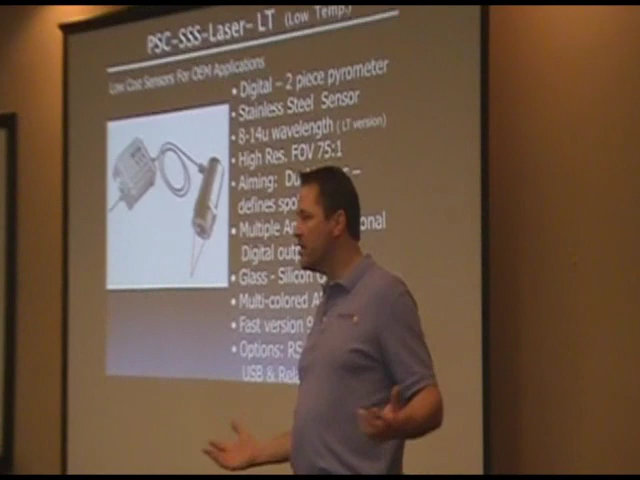 PSC-SSS-Laser- LT (Low Temp.)
Low Cost Sensors For OEM Applications
• Digital – 2 piece pyrometer
• Stainless Steel Sensor
• 8-14u wavelength ( LT version)
• High Res. FOV 75:1
• Aiming: –
defines
• Multiple
Digital
• Glass - Silicon
• Multi-colored
• Fast version
• Options:
USB &